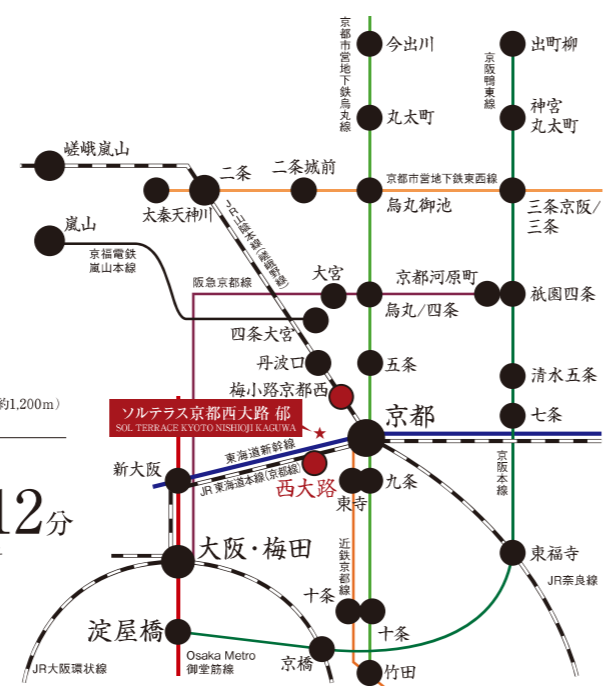 京都市営地下鉄烏丸線
今出川
京阪鴨東線
出町柳
丸太町
神宮
丸太町
嵯峨嵐山
二条
二条城前
京都市営地下鉄東西線
太秦天神川
烏丸御池
三条京阪/
三条
JR山陰本線(嵯峨野線)
嵐山
京福電鉄
嵐山本線
阪急京都線
大宮
京都河原町
烏丸/四条
祇園四条
四条大宮
丹波口
五条
清水五条
梅小路京都西
約1,200m）
ソルテラス京都西大路 郁
SOL TERRACE KYOTO NISHIOJI KAGUWA
京都
七条
東海道新幹線
新大阪
JR東海道本線(京都線)
西大路
東寺
九条
京阪本線
12分
大阪・梅田
近鉄京都線
東福寺
JR奈良線
十条
十条
淀屋橋
Osaka Metro
御堂筋線
京橋
JR大阪環状線
竹田